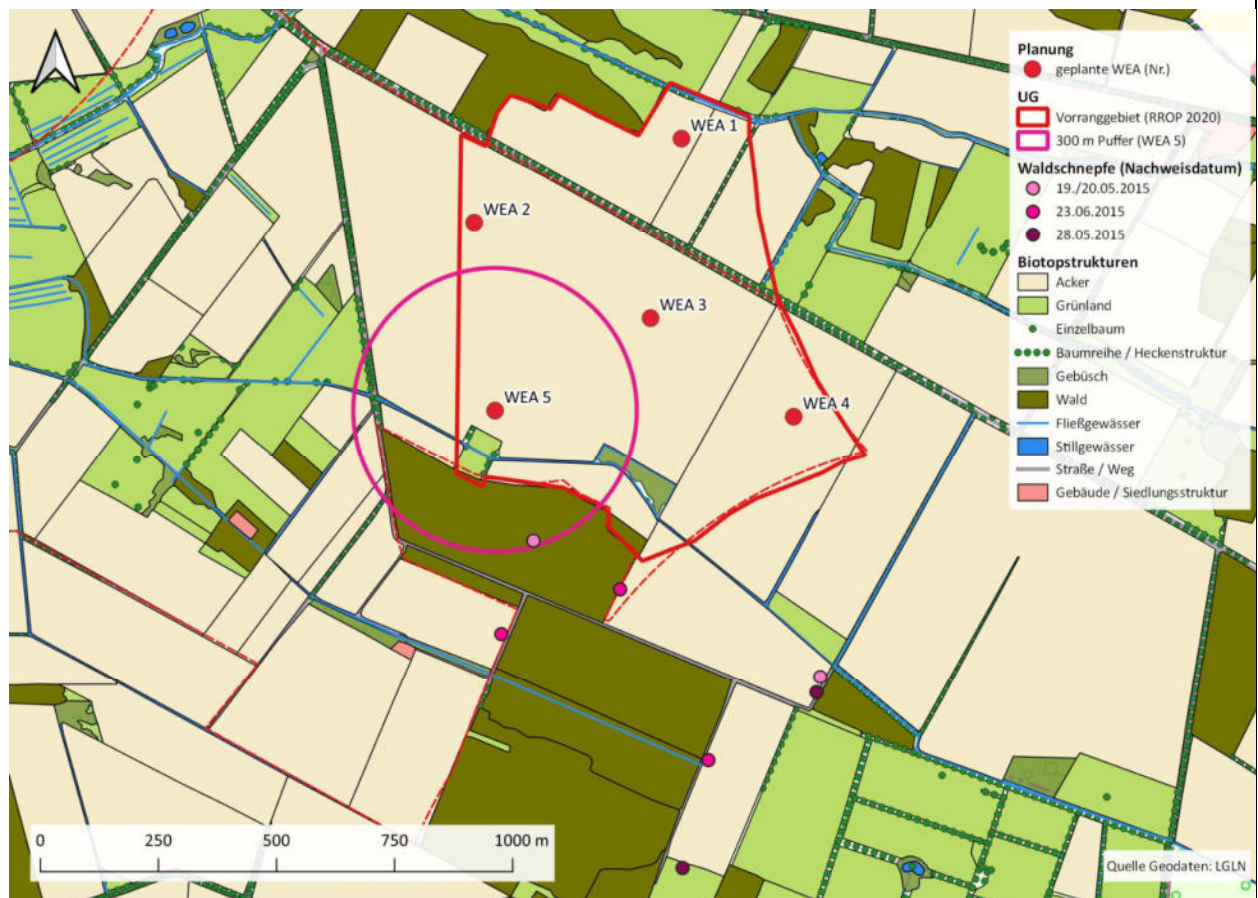 Planung
geplante WEA (Nr.)
UG
Vorranggebiet (RROP 2020)
300 m Puffer (WEA 5)
Waldschnepfe (Nachweisdatum)
19./20.05.2015
23.06.2015
28.05.2015
Biotopstrukturen
Acker
Grünland
Einzelbaum
Baumreihe / Heckenstruktur
Gebüsch
Wald
Fließgewässer
Stillgewässer
Straße / Weg
Gebäude / Siedlungsstruktur
WEA 1
WEA 2
WEA 3
WEA 5
WEA 4
0 250 500 750 1000 m
Quelle Geodaten: LGLN